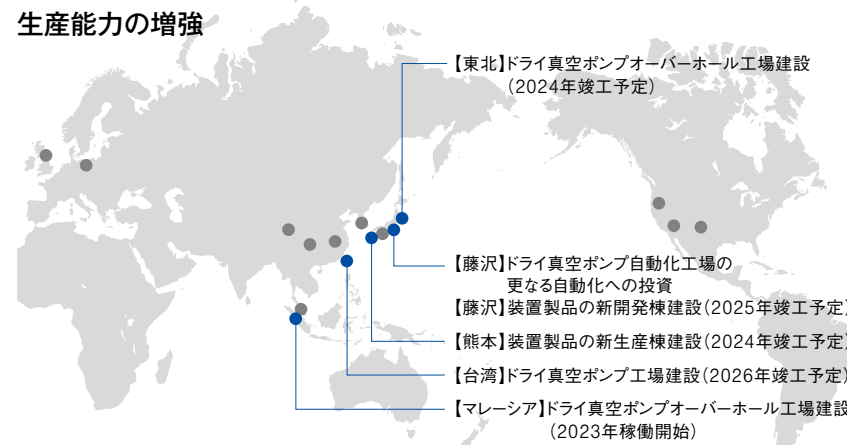 生産能力の増強
【東北】ドライ真空ポンプオーバーホール工場建設
(2024年竣工予定)
【藤沢】ドライ真空ポンプ自動化工場の
更なる自動化への投資
【藤沢】装置製品の新開発棟建設(2025年竣工予定)
【熊本】装置製品の新生産棟建設(2024年竣工予定)
【台湾】ドライ真空ポンプ工場建設(2026年竣工予定)
【マレーシア】ドライ真空ポンプオーバーホール工場建設
(2023年稼働開始)